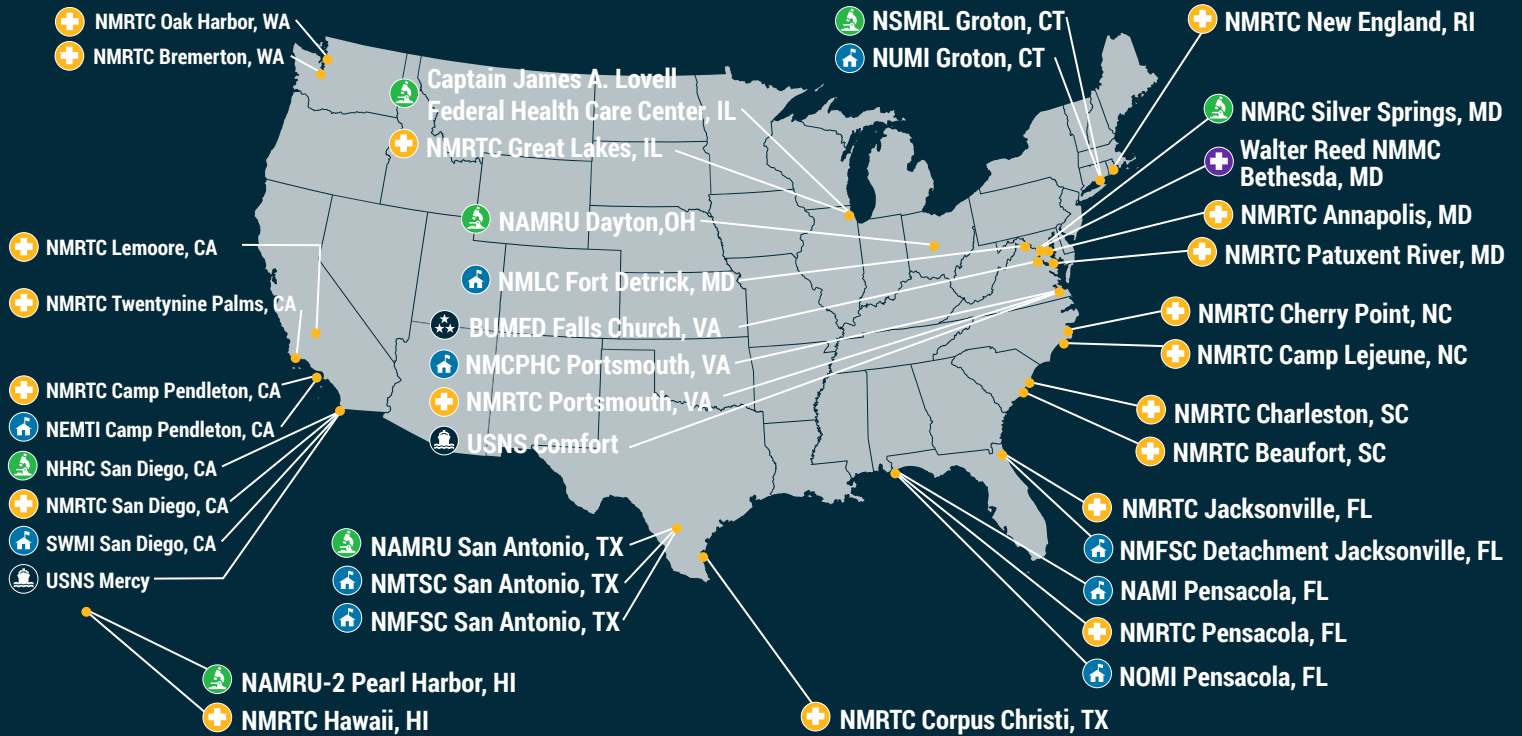 NMRTC Oak Harbor, WA
NMRTC Bremerton, WA
Captain James A. Lovell
Federal Health Care Center, IL
NMRTC Great Lakes, IL
NAMRU Dayton,OH
NMLC Fort Detrick, MD
BUMED Falls Church, VA
NMCPHC Portsmouth, VA
NMRTC Portsmouth, VA
USNS Comfort
NSMRL Groton, CT
NUMI Groton, CT
NMRTC New England, RI
NMRC Silver Springs, MD
Walter Reed NMMC
Bethesda, MD
NMRTC Annapolis, MD
NMRTC Patuxent River, MD
NMRTC Cherry Point, NC
NMRTC Camp Lejeune, NC
NMRTC Charleston, SC
NMRTC Beaufort, SC
NMRTC Jacksonville, FL
NMFSC Detachment Jacksonville, FL
NAMI Pensacola, FL
NMRTC Pensacola, FL
NOMI Pensacola, FL
NMRTC Lemoore, CA
NMRTC Twentynine Palms, CA
NMRTC Camp Pendleton, CA
NEMTI Camp Pendleton, CA
NHRC San Diego, CA
NMRTC San Diego, CA
SWMI San Diego, CA
USNS Mercy
NAMRU San Antonio, TX
NMTSC San Antonio, TX
NMFSC San Antonio, TX
NAMRU-2 Pearl Harbor, HI
NMRTC Hawaii, HI
NMRTC Corpus Christi, TX